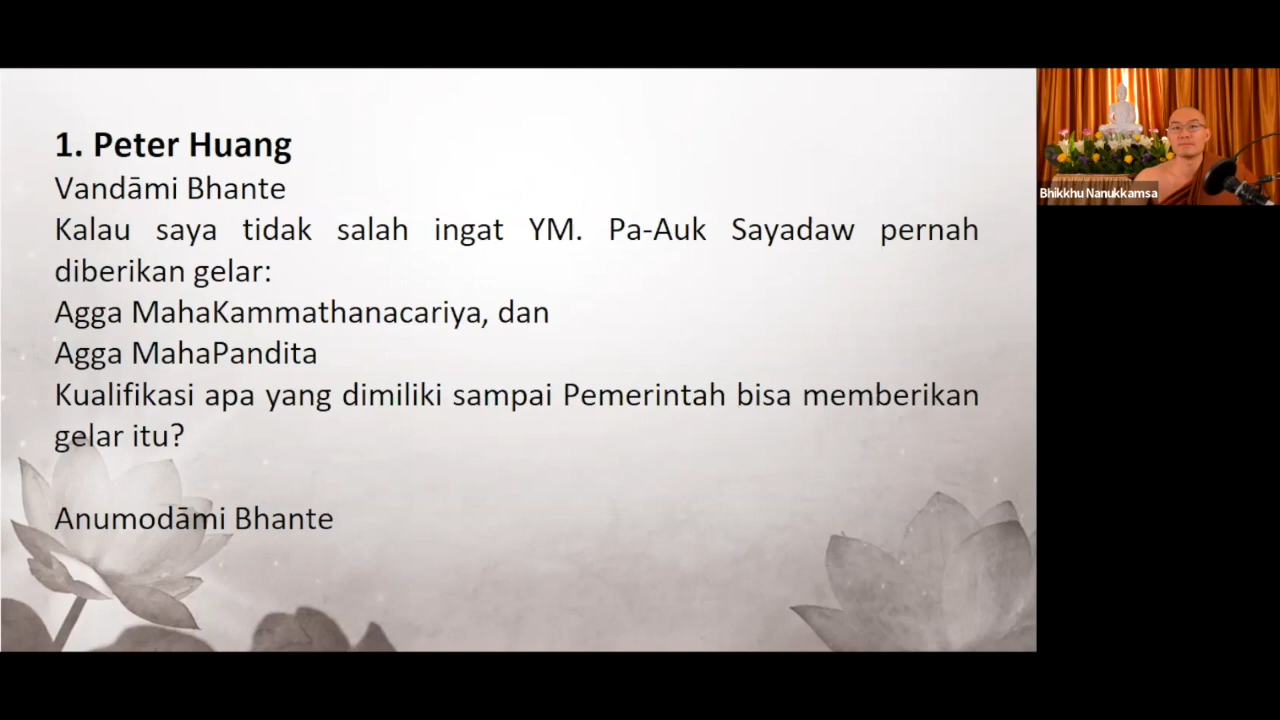 1. Peter Huang
Vandāmi Bhante
Kalau saya tidak salah ingat YM. Pa-Auk Sayadaw pernah
diberikan gelar:
Agga MahaKammathanacariya, dan
Agga MahaPandita
Kualifikasi apa yang dimiliki sampai Pemerintah bisa memberikan
gelar itu?
Anumodāmi Bhante
Bhikkhu Nanukkamsa